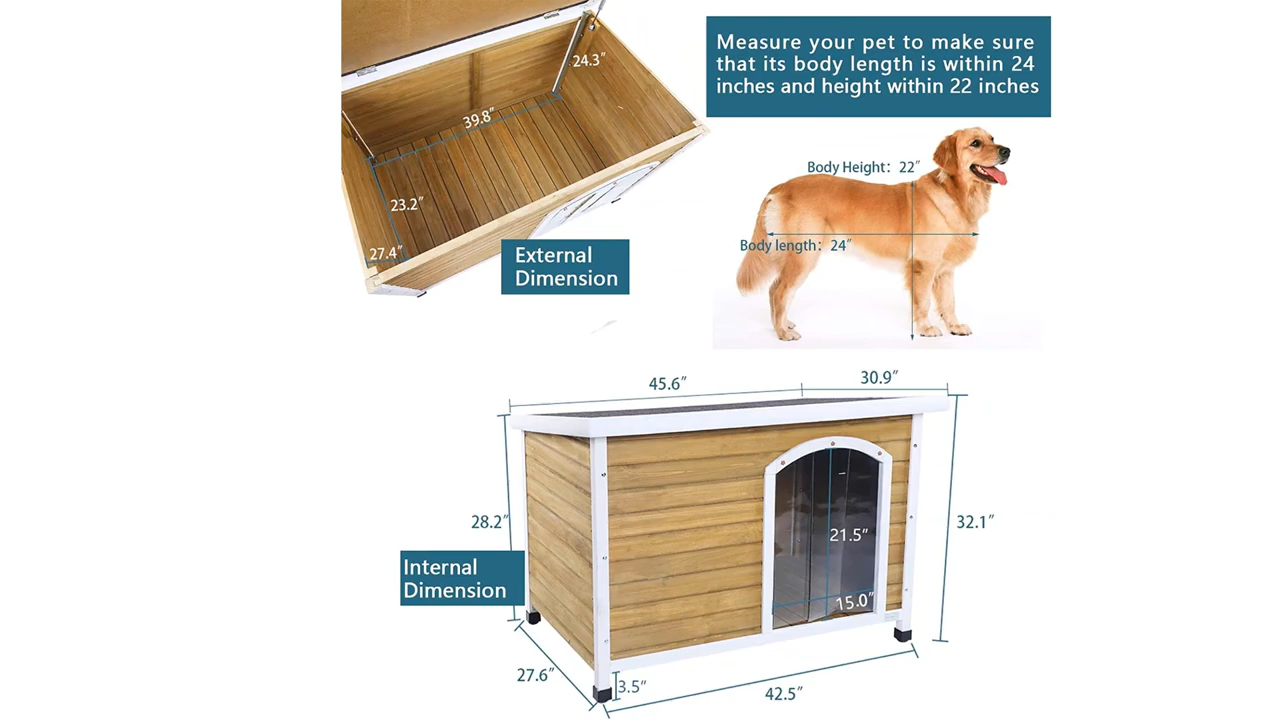 Measure your pet to make sure
that its body length is within 24
inches and height within 22 inches
24.3″
39.8″
23.2″
27.4″
External
Dimension
Body Height: 22″
Body length: 24″
45.6″
30.9″
28.2″
32.1″
21.5″
15.0″
Internal
Dimension
27.6″
3.5″
42.5″